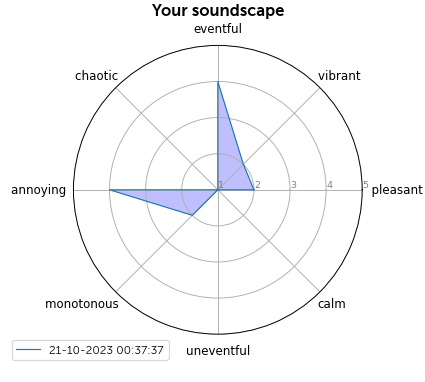 Your soundscape
eventful
chaotic
vibrant
annoying
1
2
3
4
5
pleasant
monotonous
calm
uneventful
21-10-2023 00:37:37